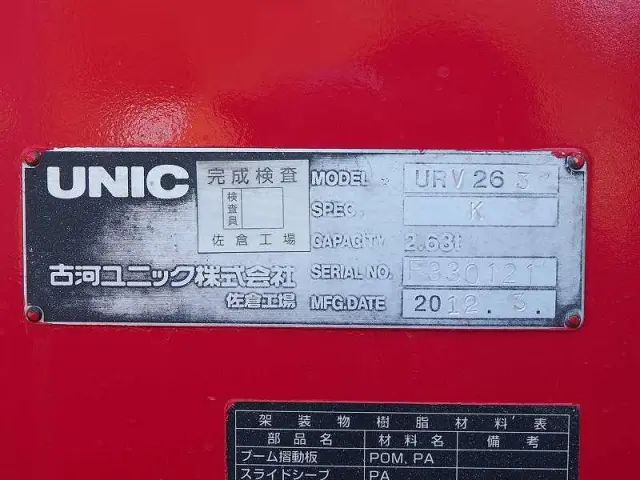 UNIC
完成検査
検査員
佐倉工場
古河ユニック株式会社
佐倉工場
MODEL URV263
SPEC. K
CAPACITY 2.63t
SERIAL NO.
MFG.DATE 2012.3.
架装物樹脂材料表
部品名 材料名 備考
ブーム摺動板 POM, PA
スライドシーブ PA